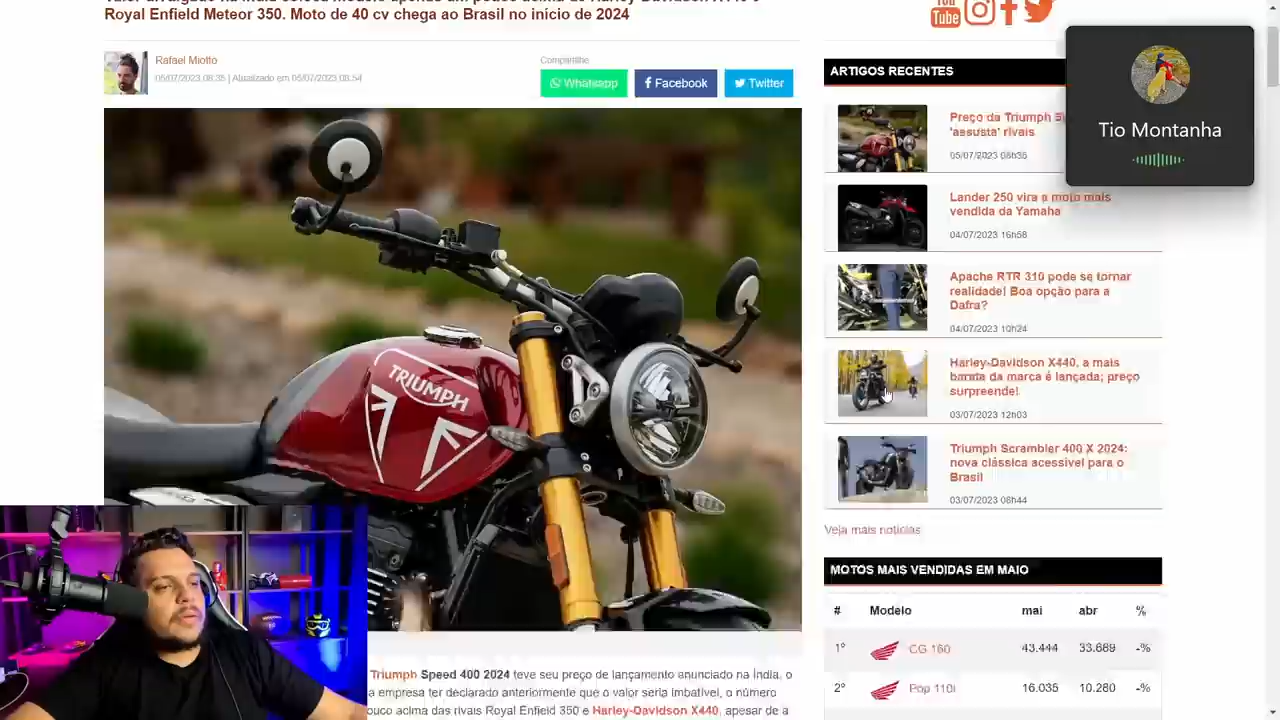 Royal Enfield Meteor 350. Moto de 40 cv chega ao Brasil no início de 2024
Rafael Miotto
05/07/2023 08:35 | Atualizado em 05/07/2023 08:54
Compartilhe
Whatsapp
Facebook
Twitter
TRIUMPH
Triumph Speed 400 2024 teve seu preço de lançamento anunciado na Índia, o
a empresa ter declarado anteriormente que o valor seria imbatível, o número
ouco acima das rivais Royal Enfield 350 e Harley-Davidson X440, apesar de a
You
Tube
Tio Montanha
ARTIGOS RECENTES
Preço da Triumph
'assusta' rivais
05/07/2023 08h35
Lander 250 vira a moto mais
vendida da Yamaha
04/07/2023 16h58
Apache RTR 310 pode se tornar
realidade! Boa opção para a
Dafra?
04/07/2023 10h24
Harley-Davidson X440, a mais
barata da marca é lançada; preço
surpreende!
03/07/2023 12h03
Triumph Scrambler 400 X 2024:
nova clássica acessível para o
Brasil
03/07/2023 08h44
Veja mais notícias
MOTOS MAIS VENDIDAS EM MAIO
# Modelo mai abr %
1º CG 160 43.444 33.689 -%
2º Pop 110i 16.035 10.280 -%